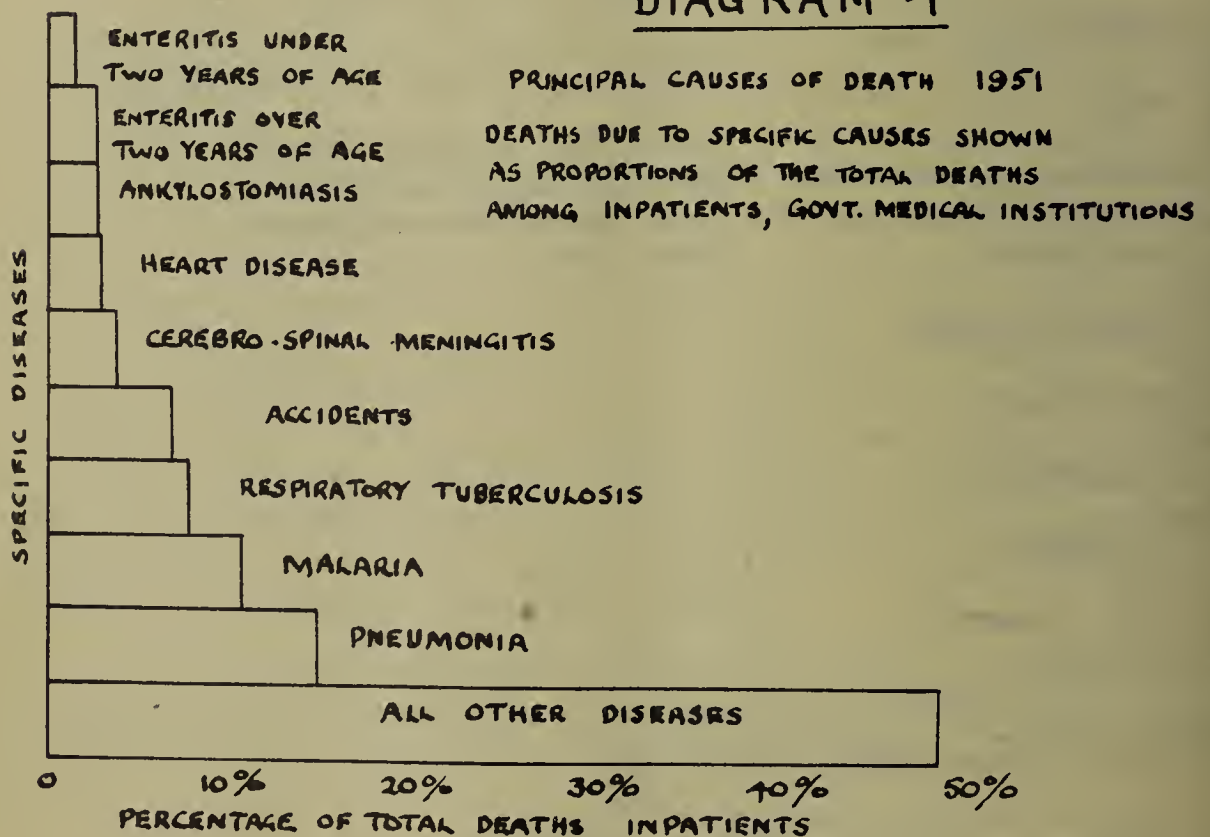 DIAGRAM
PRINCIPAL CAUSES OF DEATH 1951
DEATHS DUE TO SPECIFIC CAUSES SHOWN
AS PROPORTIONS OF THE TOTAL DEATHS
AMONG INPATIENTS, GOVT. MEDICAL INSTITUTIONS
SPECIFIC DISEASES
ENTERITIS UNDER
TWO YEARS OF AGE
ENTERITIS OVER
TWO YEARS OF AGE
ANKYLOSTOMIASIS
HEART DISEASE
CEREBRO-SPINAL MENINGITIS
ACCIDENTS
RESPIRATORY TUBERCULOSIS
MALARIA
PNEUMONIA
ALL OTHER DISEASES
0 10% 20% 30% 40% 50%
PERCENTAGE OF TOTAL DEATHS INPATIENTS